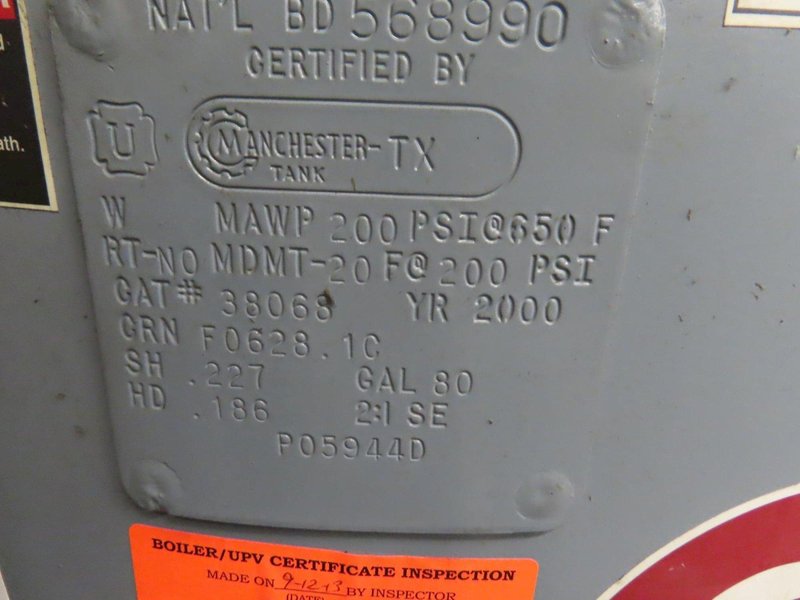 NAT'L BD 568990
CERTIFIED BY
U
MANCHESTER-TX
TANK
W MAWP 200 PSI@650 F
RT-NO MDMT-20 F@ 200 PSI
CAT# 38068 YR 2000
CRN F0628.1C
SH .227 GAL 80
HD .186 2:1 SE
P05944D
ath.
BOILER/UPV CERTIFICATE INSPECTION
MADE ON 9-12-13 BY INSPECTOR
(DATE)